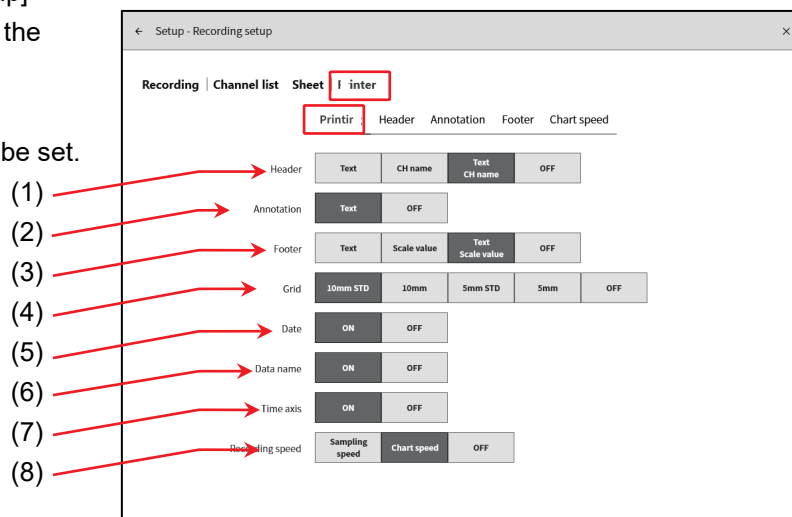 up]
the
be set.
(1)
(2)
(3)
(4)
(5)
(6)
(7)
(8)
← Setup - Recording setup ×
Recording | Channel list Sheet
Header Annotation Footer Chart speed
Header Text CH name Text CH name OFF
Annotation Text OFF
Footer Text Scale value Text Scale value OFF
Grid 10mm STD 10mm 5mm STD 5mm OFF
Date ON OFF
Data name ON OFF
Time axis ON OFF
Recording speed Sampling speed Chart speed OFF